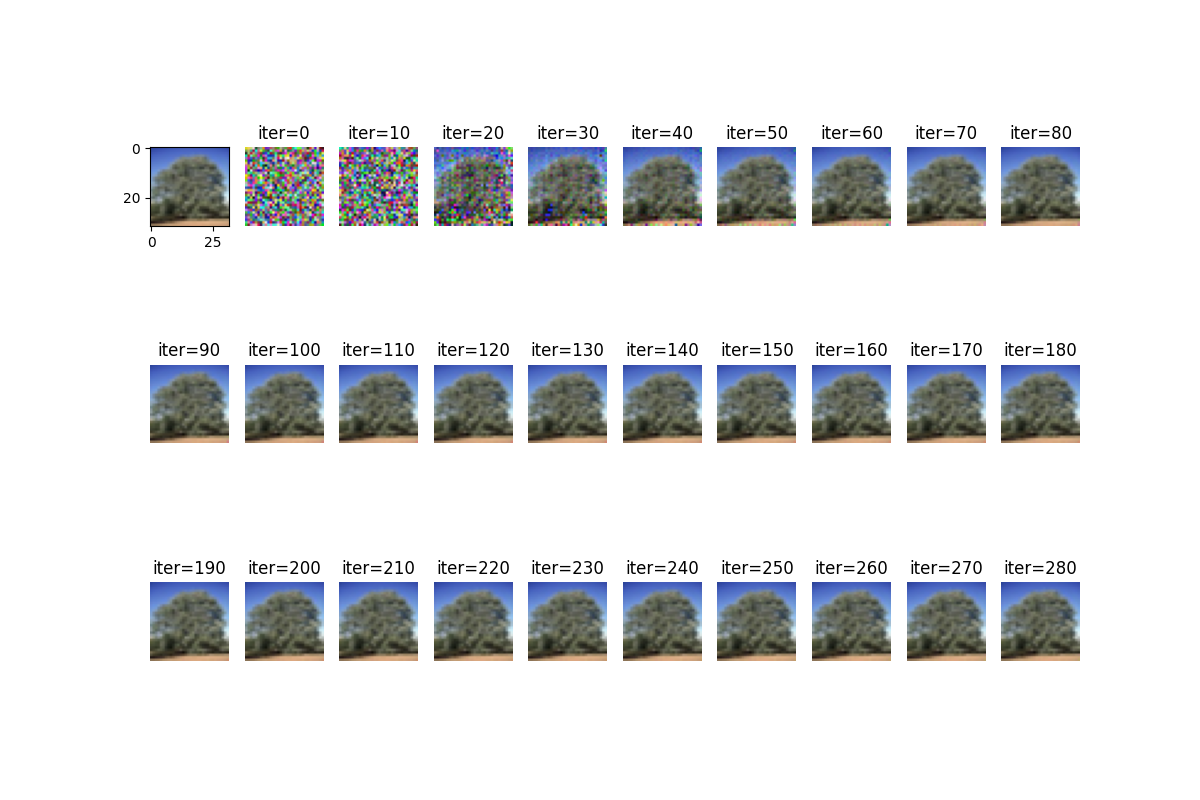 iter=0 iter=10 iter=20 iter=30 iter=40 iter=50 iter=60 iter=70 iter=80
0
20
0 25
iter=90 iter=100 iter=110 iter=120 iter=130 iter=140 iter=150 iter=160 iter=170 iter=180
iter=190 iter=200 iter=210 iter=220 iter=230 iter=240 iter=250 iter=260 iter=270 iter=280